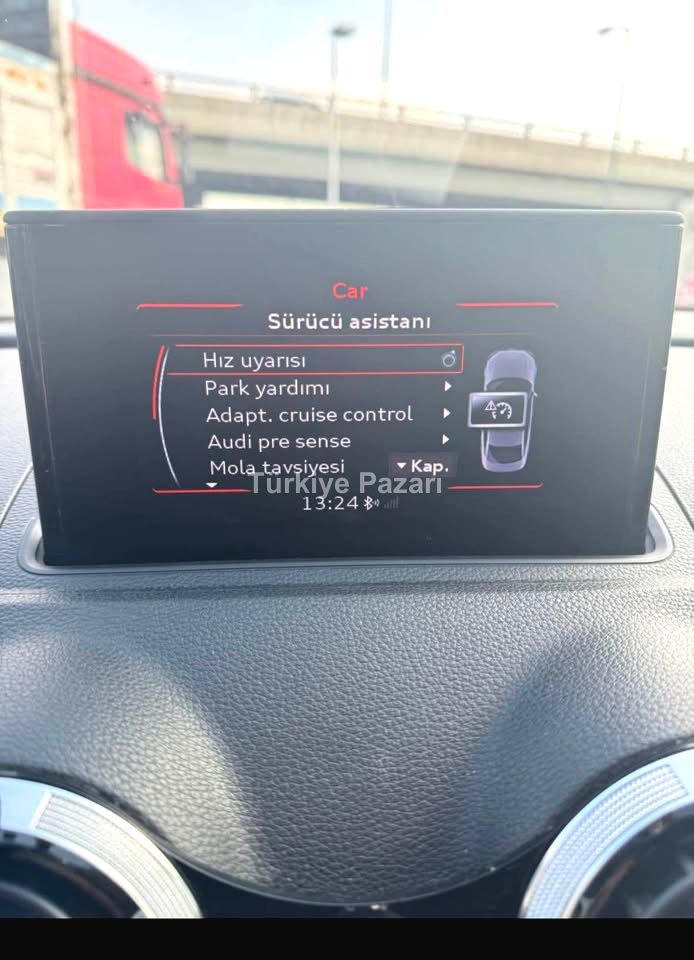 Car
Sürücü asistanı
Hız uyarısı
Park yardımı
Adapt. cruise control
Audi pre sense
Mola tavsiyesi Kap.
Türkiye Pazarı
13:24